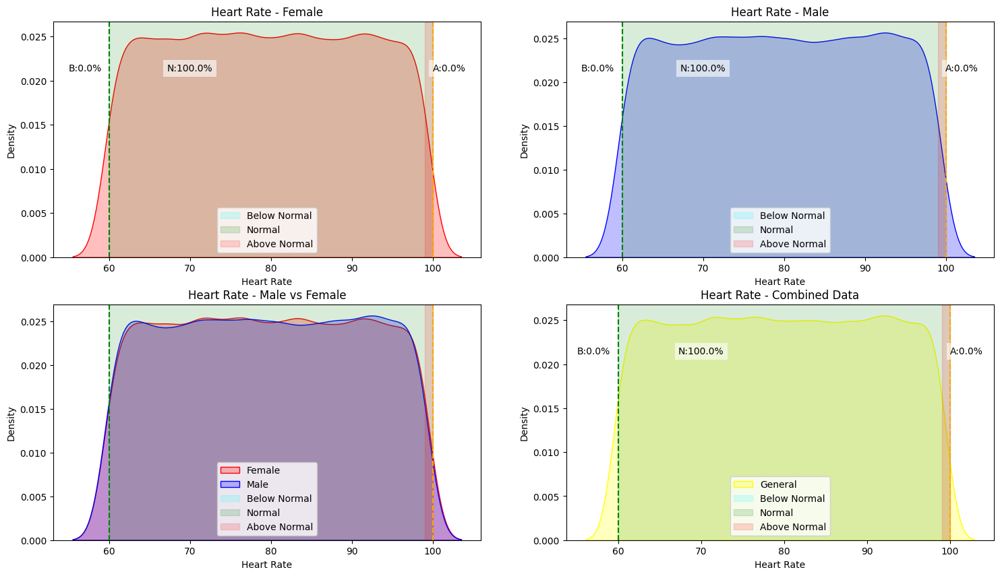 Heart Rate - Female
0.025
0.020
0.015
0.010
0.005
0.000
Density
B:0.0%
N:100.0%
A:0.0%
Below Normal
Normal
Above Normal
60
70
80
90
100
Heart Rate
Heart Rate - Male
0.025
0.020
0.015
0.010
0.005
0.000
Density
B:0.0%
N:100.0%
A:0.0%
Below Normal
Normal
Above Normal
60
70
80
90
100
Heart Rate
Heart Rate - Male vs Female
0.025
0.020
0.015
0.010
0.005
0.000
Density
Female
Male
Below Normal
Normal
Above Normal
60
70
80
90
100
Heart Rate
Heart Rate - Combined Data
0.025
0.020
0.015
0.010
0.005
0.000
Density
B:0.0%
N:100.0%
A:0.0%
General
Below Normal
Normal
Above Normal
60
70
80
90
100
Heart Rate